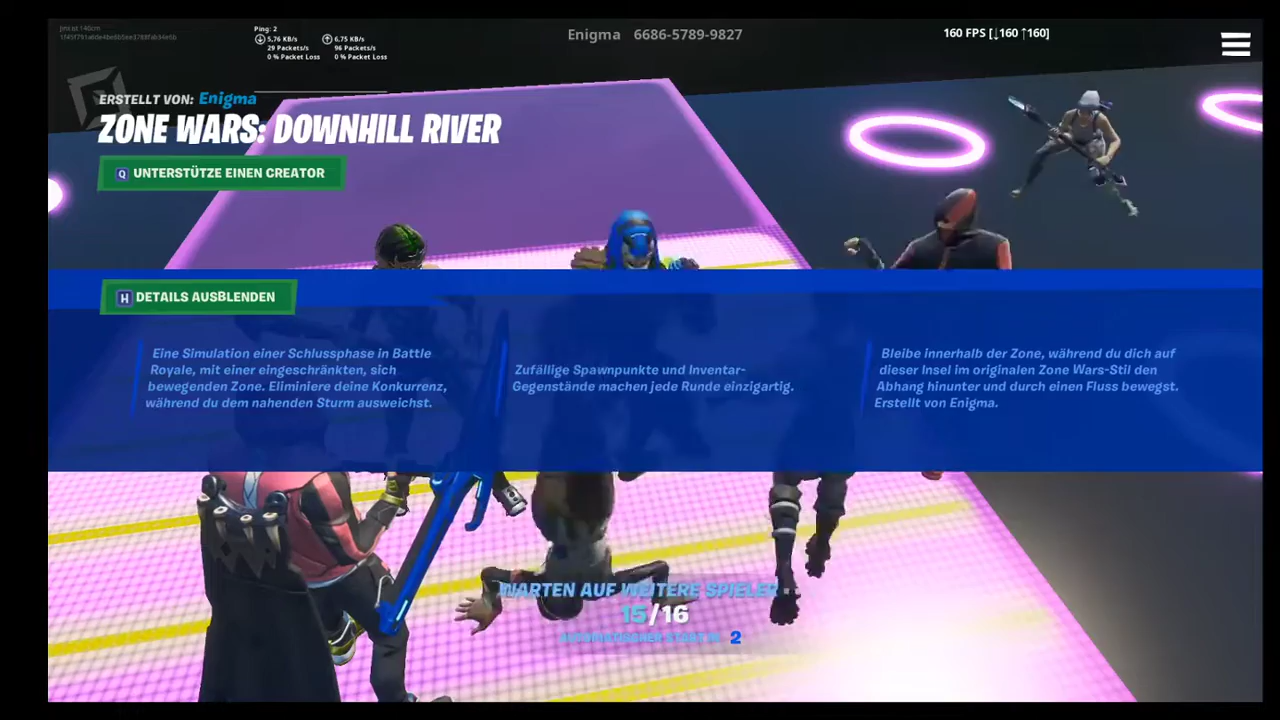 Ping: 2
5,76 KB/s 6,75 KB/s
29 Packets/s 96 Packets/s
0 % Packet Loss 0 % Packet Loss
Enigma 6686-5789-9827
160 FPS [↓160 ↑160]
ERSTELLT VON: Enigma
ZONE WARS: DOWNHILL RIVER
Q UNTERSTÜTZE EINEN CREATOR
H DETAILS AUSBLENDEN
Eine Simulation einer Schlussphase in Battle
Royale, mit einer eingeschränkten, sich
bewegenden Zone. Eliminiere deine Konkurrenz,
während du dem nahenden Sturm ausweichst.
Zufällige Spawnpunkte und Inventar-
Gegenstände machen jede Runde einzigartig.
Bleibe innerhalb der Zone, während du dich auf
dieser Insel im originalen Zone Wars-Stil den
Abhang hinunter und durch einen Fluss bewegst.
Erstellt von Enigma.
WARTEN AUF WEITERE SPIELER
15/16
AUTOMATISCHER START IN 2